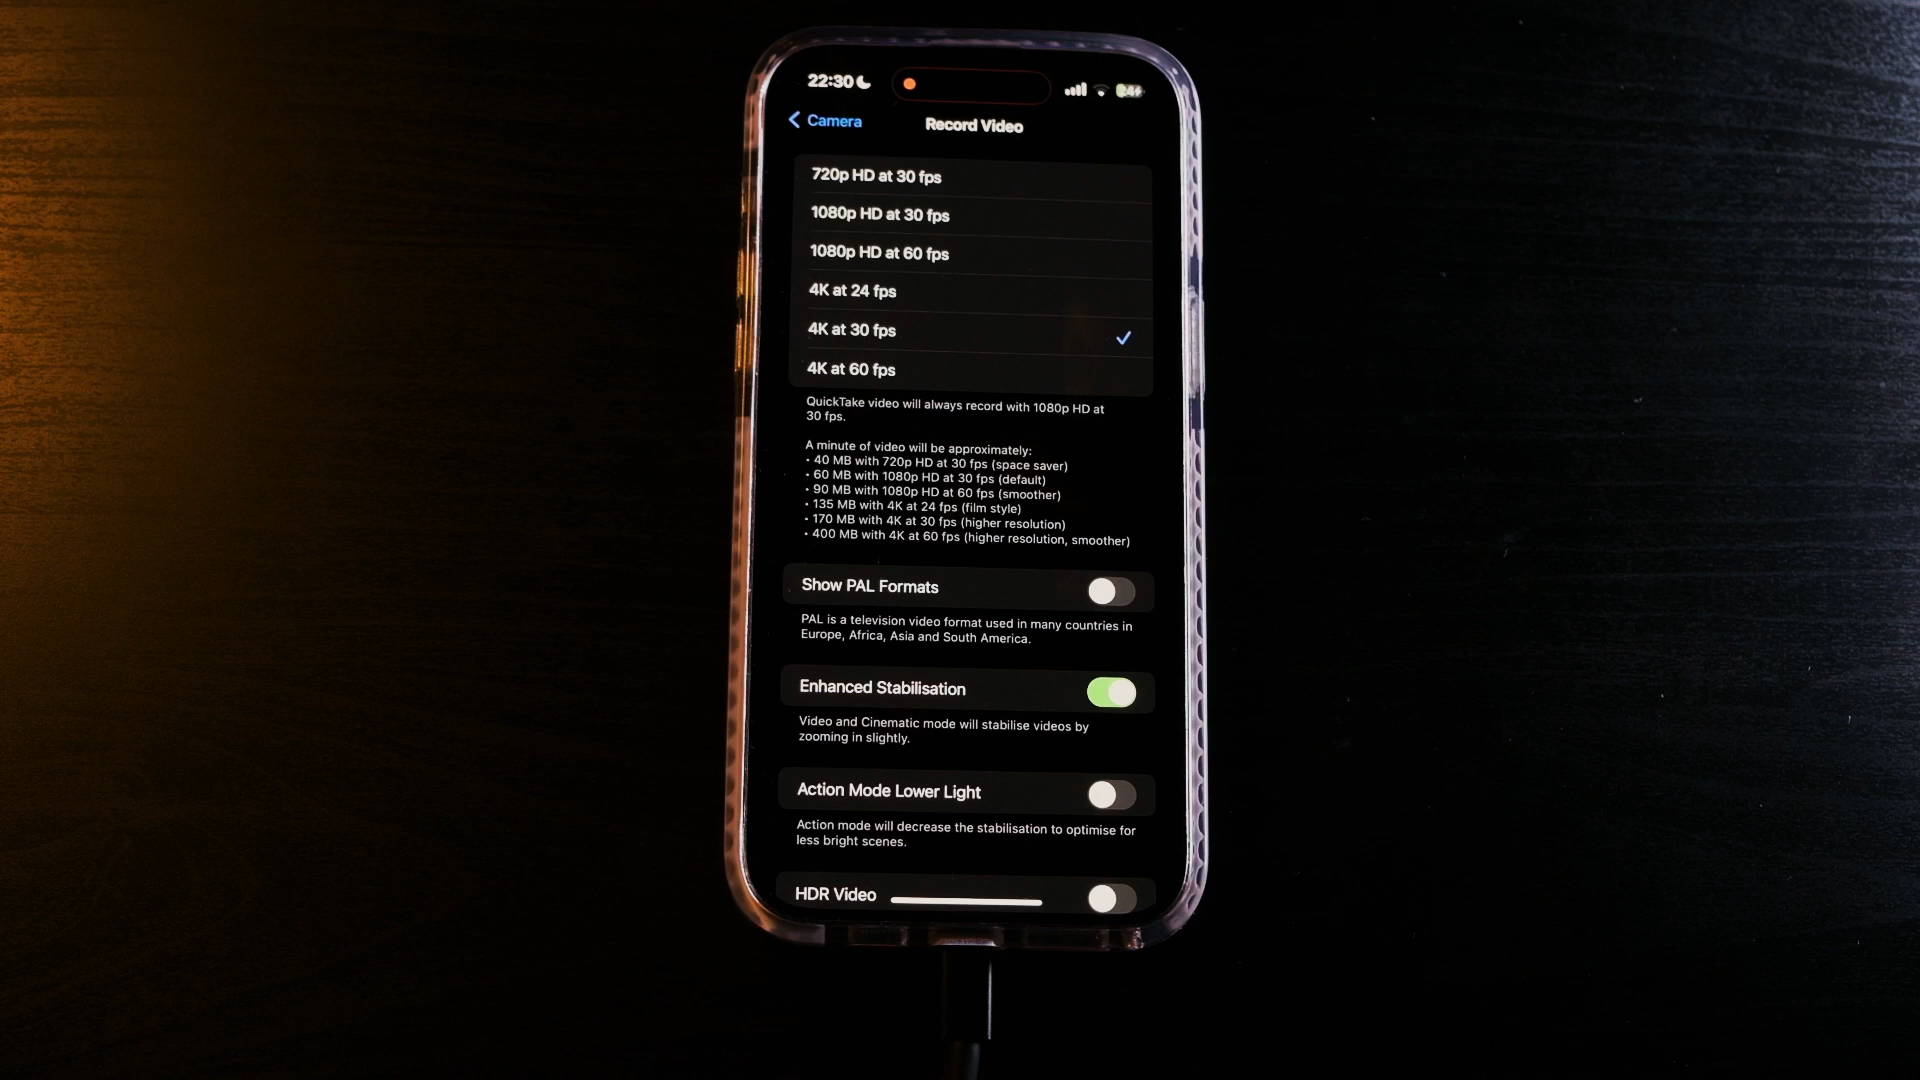 22:30
24
Camera
Record Video
720p HD at 30 fps
1080p HD at 30 fps
1080p HD at 60 fps
4K at 24 fps
4K at 30 fps
4K at 60 fps
QuickTake video will always record with 1080p HD at
30 fps.
A minute of video will be approximately:
• 40 MB with 720p HD at 30 fps (space saver)
• 60 MB with 1080p HD at 30 fps (default)
• 90 MB with 1080p HD at 60 fps (smoother)
• 135 MB with 4K at 24 fps (film style)
• 170 MB with 4K at 30 fps (higher resolution)
• 400 MB with 4K at 60 fps (higher resolution, smoother)
Show PAL Formats
PAL is a television video format used in many countries in
Europe, Africa, Asia and South America.
Enhanced Stabilisation
Video and Cinematic mode will stabilise videos by
zooming in slightly.
Action Mode Lower Light
Action mode will decrease the stabilisation to optimise for
less bright scenes.
HDR Video